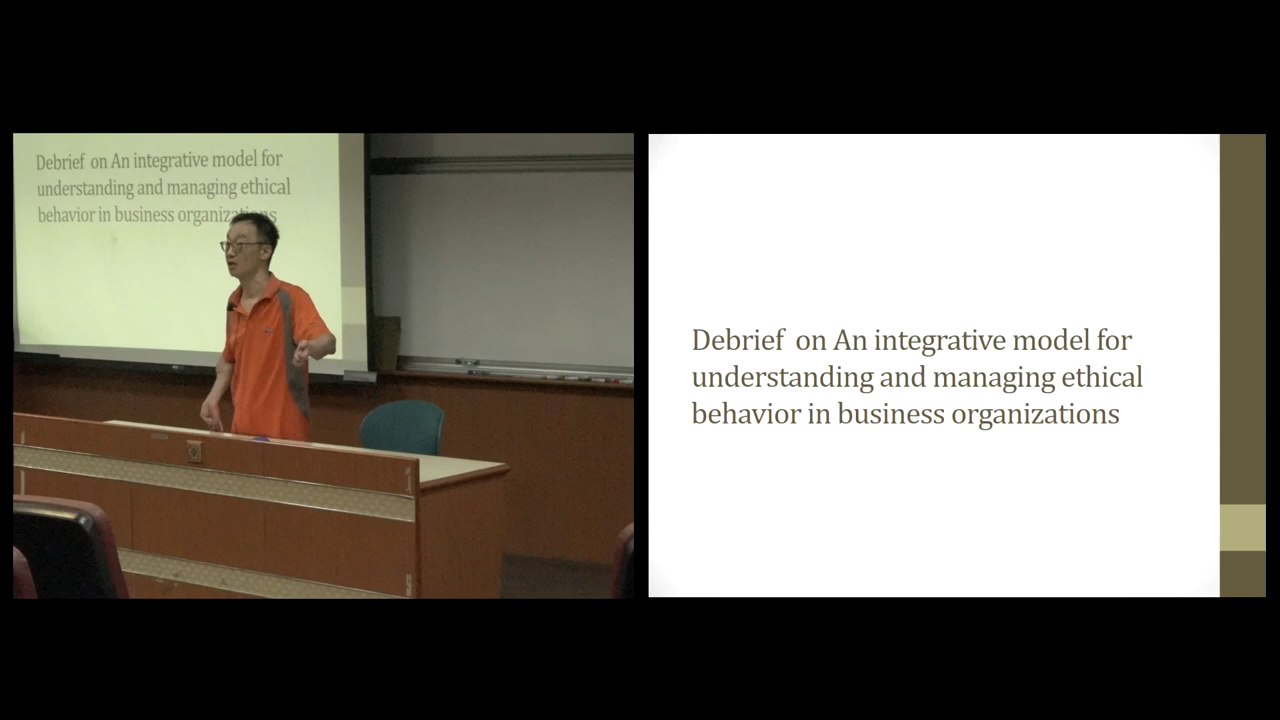 Debrief on An integrative model for
understanding and managing ethical
behavior in business organizations
Debrief on An integrative model for
understanding and managing ethical
behavior in business organizations